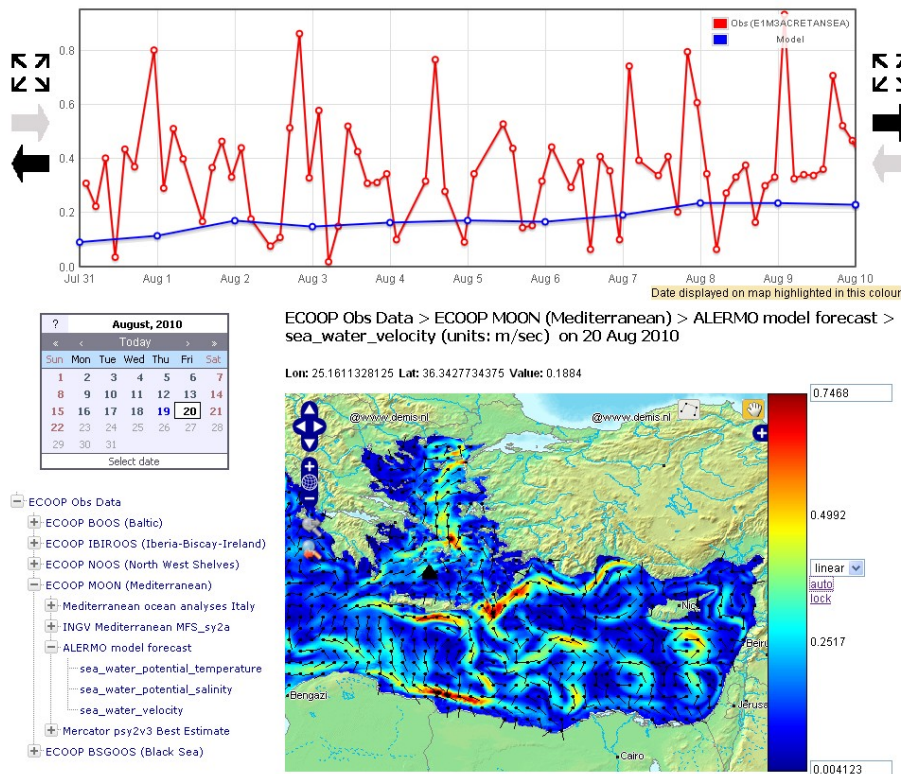 Obs (E1M3ACRETANSEA)
Model
0.8
0.6
0.4
0.2
0.0
Jul 31 Aug 1 Aug 2 Aug 3 Aug 4 Aug 5 Aug 6 Aug 7 Aug 8 Aug 9 Aug 10
Date displayed on map highlighted in this colour
? August, 2010
« ‹ Today › »
Sun Mon Tue Wed Thu Fri Sat
1 2 3 4 5 6 7
8 9 10 11 12 13 14
15 16 17 18 19 20 21
22 23 24 25 26 27 28
29 30 31
Select date
ECOOP Obs Data
ECOOP BOOS (Baltic)
ECOOP IBIROOS (Iberia-Biscay-Ireland)
ECOOP NOOS (North West Shelves)
ECOOP MOON (Mediterranean)
Mediterranean ocean analyses Italy
INGV Mediterranean MFS_sy2a
ALERMO model forecast
sea_water_potential_temperature
sea_water_potential_salinity
sea_water_velocity
Mercator psy2v3 Best Estimate
ECOOP BSGOOS (Black Sea)
ECOOP Obs Data > ECOOP MOON (Mediterranean) > ALERMO model forecast >
sea_water_velocity (units: m/sec) on 20 Aug 2010
Lon: 25.1611328125 Lat: 36.3427734375 Value: 0.1884
@www.demis.nl @www.demis.nl
Nic
Beiru
Bengazi
Jerusa
Cairo
0.7468
0.4992
linear
auto
lock
0.2517
0.004123